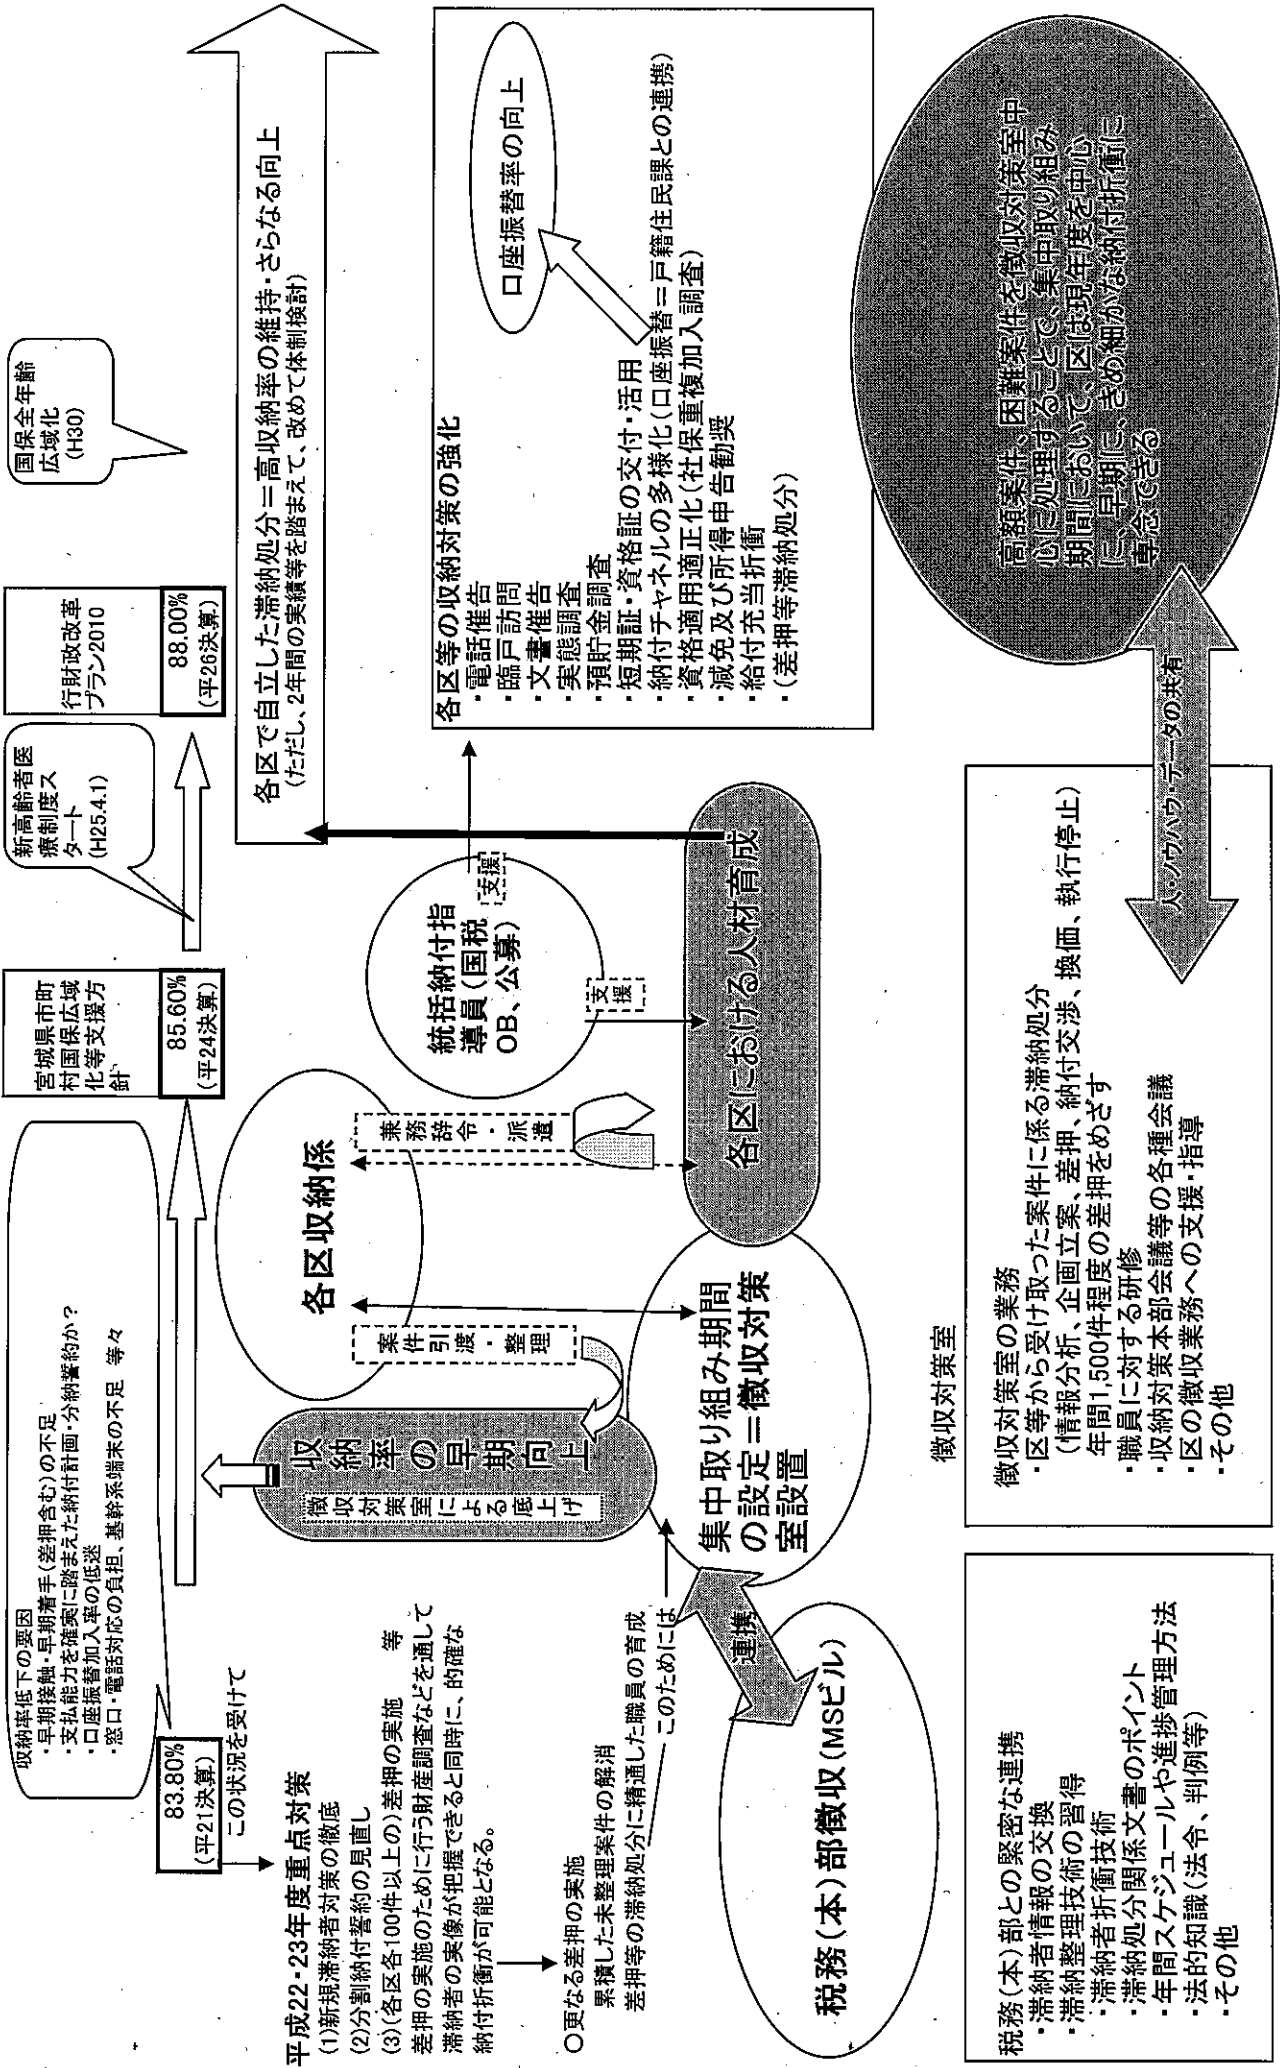 収納率低下の要因
・早期接触・早期着手(差押含む)の不足
・支払能力を確実に踏まえた納付計画・分納誓約か？
・口座振替加入率の低迷
・窓口・電話対応の負担、基幹系端末の不足 等々
83.80%
(平21決算)
宮城県市町
村国保広域
化等支援方
針
85.60%
(平24決算)
新高齢者医
療制度ス
タート
(H25.4.1)
行財政改革
プラン2010
88.00%
(平26決算)
国保全年齢
広域化
(H30)
この状況を受けて
平成22・23年度重点対策
(1)新規滞納者対策の徹底
(2)分割納付誓約の見直し
(3)(各区各100件以上の)差押の実施 等
差押の実施のために行う財産調査などを通して
滞納者の実像が把握できると同時に、的確な
納付折衝が可能となる。
○更なる差押の実施
累積した未整理案件の解消
差押等の滞納処分に精通した職員の育成
このためには
収納率の早期向上
徴収対策室による底上げ
各区収納係
案件引渡・整理
兼務辞令・派遣
統括納付指
導員(国税
OB、公募)
支援
支援
各区で自立した滞納処分＝高収納率の維持・さらなる向上
(ただし、2年間の実績等を踏まえて、改めて体制検討)
集中取り組み期間
の設定＝徴収対策
室設置
各区における人材育成
連携
税務(本)部徴収(MSビル)
各区等の収納対策の強化
・電話催告
・臨戸訪問
・文書催告
・実態調査
・預貯金調査
・短期証・資格証の交付・活用
・納付チャネルの多様化(口座振替＝戸籍住民課との連携)
・資格適用適正化(社保重複加入調査)
・減免及び所得申告勧奨
・給付充当折衝
・(差押等滞納処分)
口座振替率の向上
税務(本)部との緊密な連携
・滞納者情報の交換
・滞納整理技術の習得
・滞納者折衝技術
・滞納処分関係文書のポイント
・年間スケジュールや進捗管理方法
・法的知識(法令、判例等)
・その他
徴収対策室
徴収対策室の業務
・区等から受け取った案件に係る滞納処分
(情報分析、企画立案、差押、納付交渉、換価、執行停止)
年間1,500件程度の差押をめざす
・職員に対する研修
・収納対策本部会議等の各種会議
・区の徴収業務への支援・指導
・その他
人・ノウハウ・データの共有
高額案件、困難案件を徴収対策室中
心に処理することで、集中取り組み
期間において、区は現年度を中心
に、早期に、きめ細かな納付折衝に
専念できる